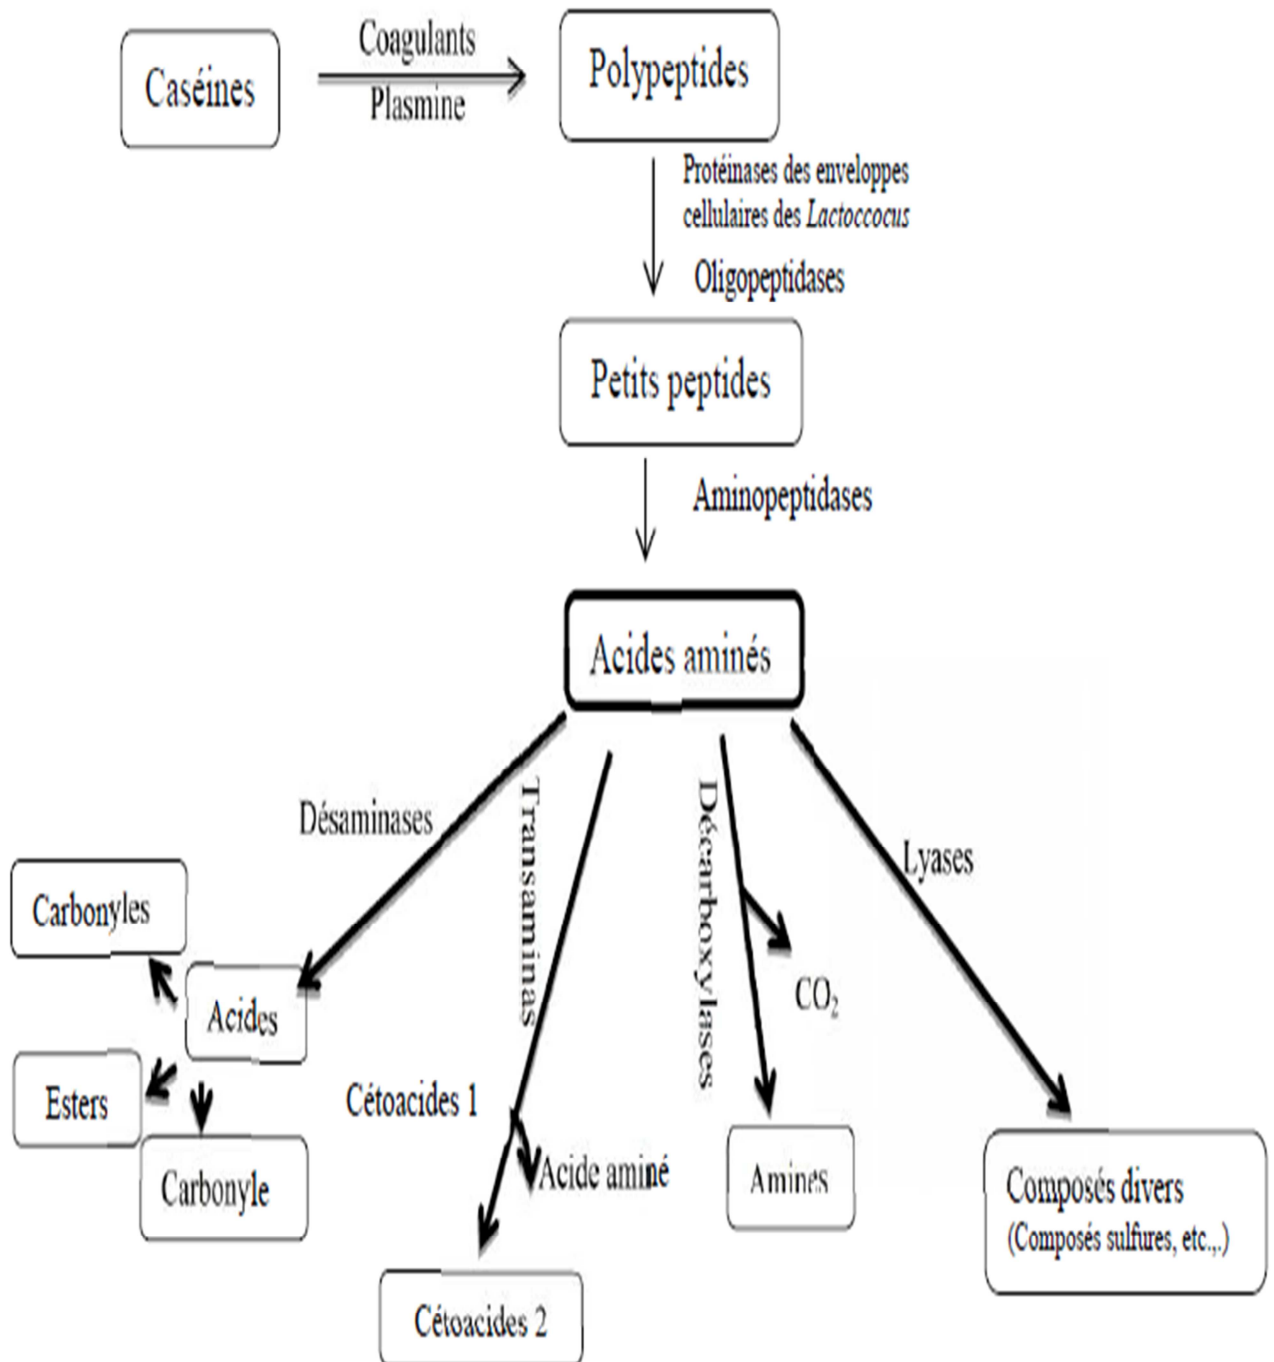 Caséines
Coagulants
Plasmine
Polypeptides
Protéinases des enveloppes
cellulaires des Lactoccocus
Oligopeptidases
Petits peptides
Aminopeptidases
Acides aminés
Désaminases
Transaminas
Décarboxylases
Lyases
Carbonyles
Acides
Esters
Carbonyle
CO₂
Cétoacides 1
Acide aminé
Cétoacides 2
Amines
Composés divers
(Composés sulfures, etc.,.)